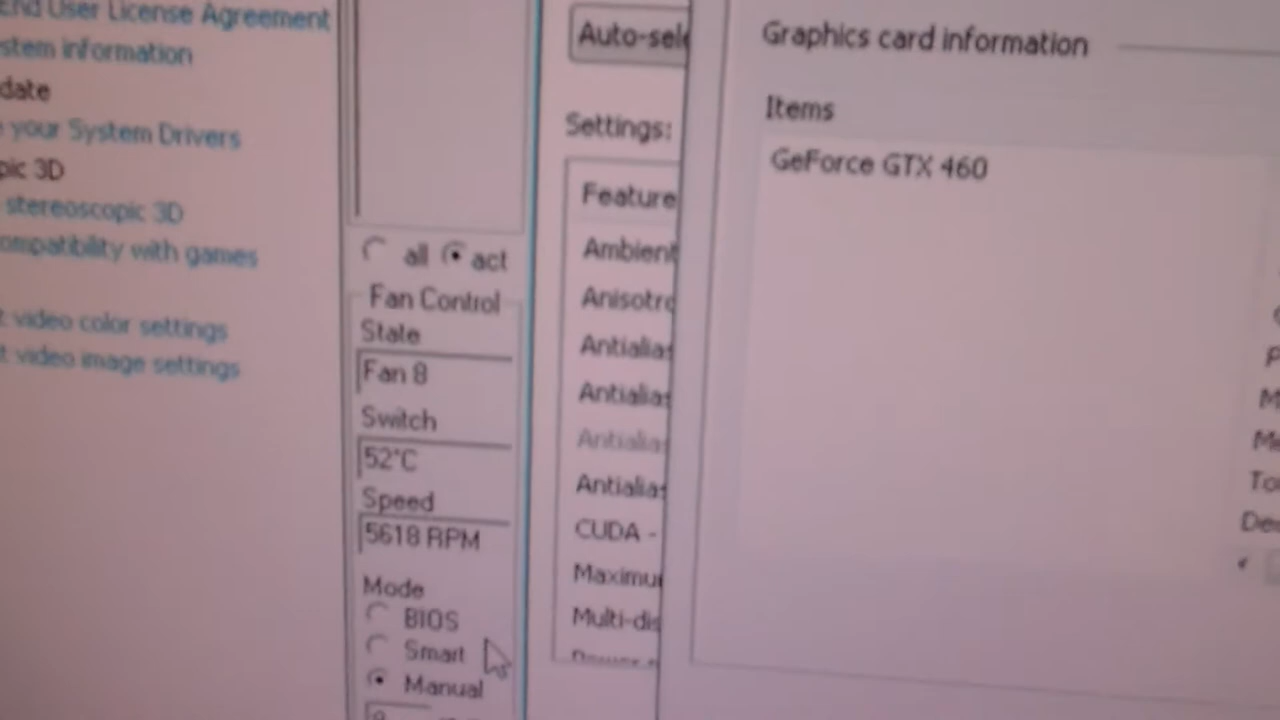 End User License Agreement
stem information
date
your System Drivers
pic 3D
stereoscopic 3D
ompatibility with games
t video color settings
t video image settings
all act
Fan Control
State
Fan 8
Switch
52°C
Speed
5618 RPM
Mode
BIOS
Smart
Manual
Auto-sele
Settings:
Feature
Ambient
Anisotro
Antialias
Antialias
Antialias
Antialias
CUDA -
Maximu
Multi-dis
Graphics card information
Items
GeForce GTX 460